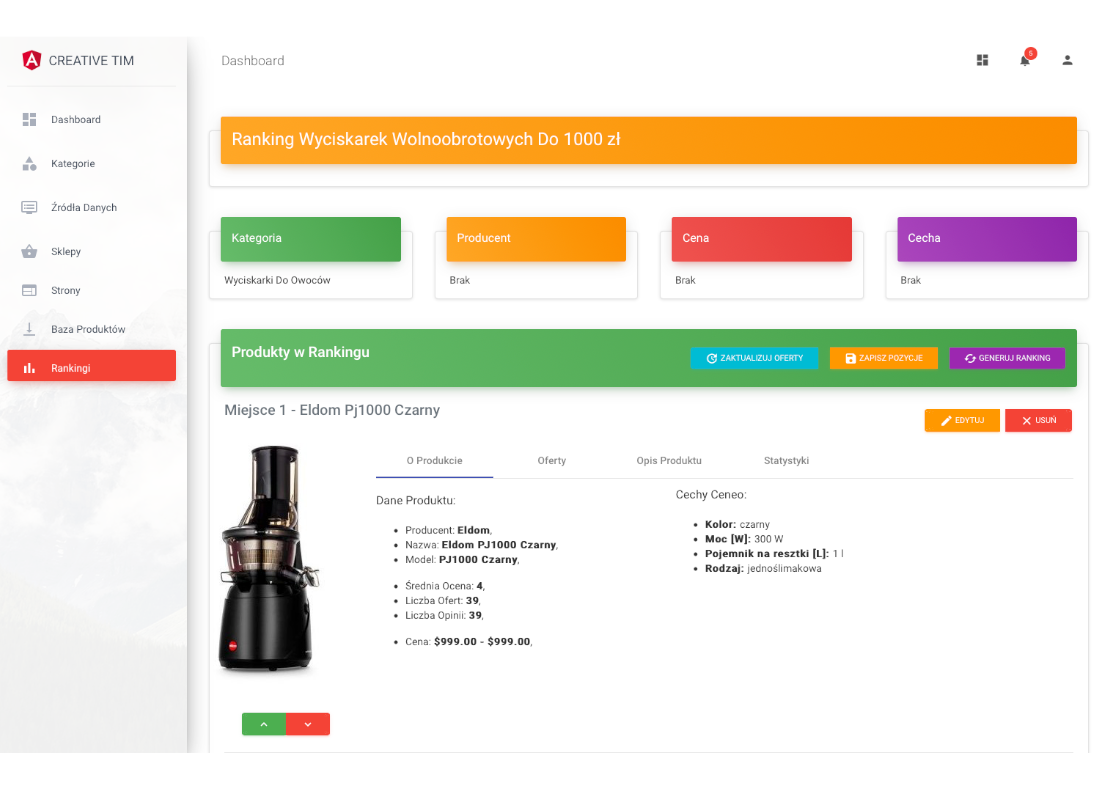 CREATIVE TIM
Dashboard
5
Dashboard
Kategorie
Źródła Danych
Sklepy
Strony
Baza Produktów
Rankingi
Ranking Wyciskarek Wolnoobrotowych Do 1000 zł
Kategoria
Wyciskarki Do Owoców
Producent
Brak
Cena
Brak
Cecha
Brak
Produkty w Rankingu
ZAKTUALIZUJ OFERTY
ZAPISZ POZYCJE
GENERUJ RANKING
Miejsce 1 - Eldom Pj1000 Czarny
EDYTUJ
USUŃ
O Produkcie
Oferty
Opis Produktu
Statystyki
Dane Produktu:
Producent: Eldom,
Nazwa: Eldom PJ1000 Czarny,
Model: PJ1000 Czarny,
Średnia Ocena: 4,
Liczba Ofert: 39,
Liczba Opinii: 39,
Cena: $999.00 - $999.00,
Cechy Ceneo:
Kolor: czarny
Moc [W]: 300 W
Pojemnik na resztki [L]: 1 l
Rodzaj: jednoślimakowa